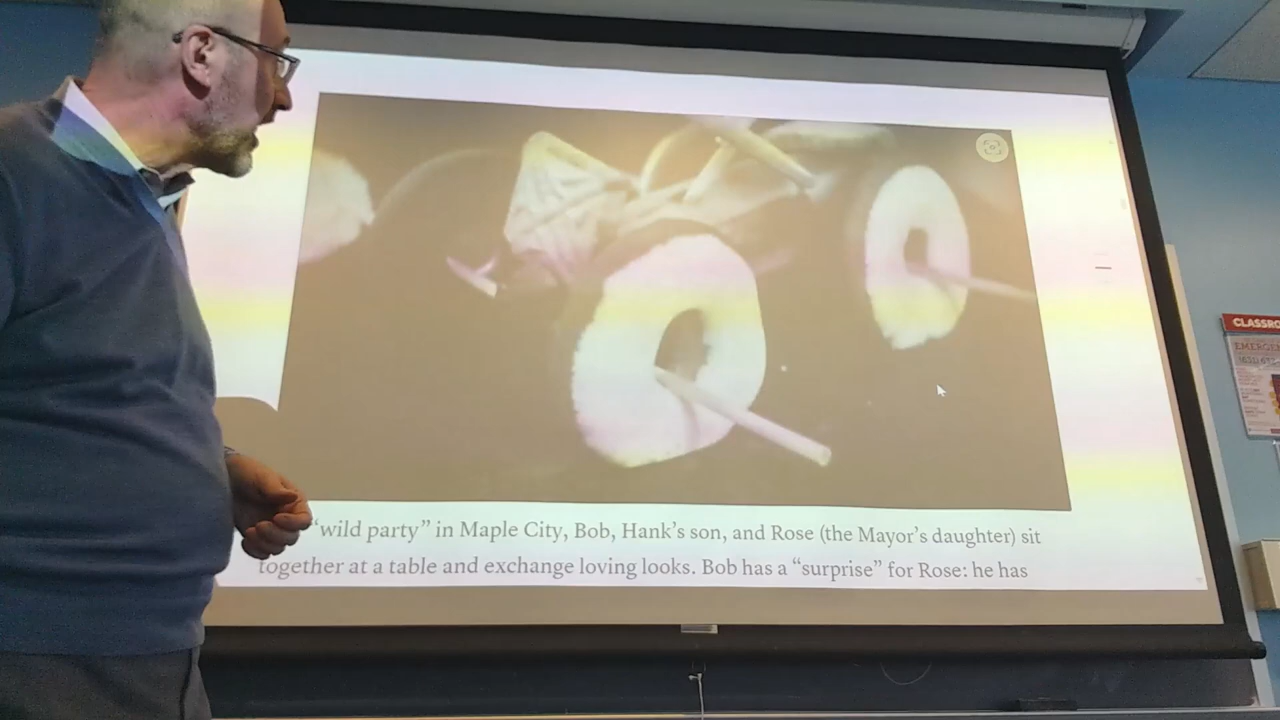 “wild party” in Maple City, Bob, Hank’s son, and Rose (the Mayor’s daughter) sit
together at a table and exchange loving looks. Bob has a “surprise” for Rose: he has